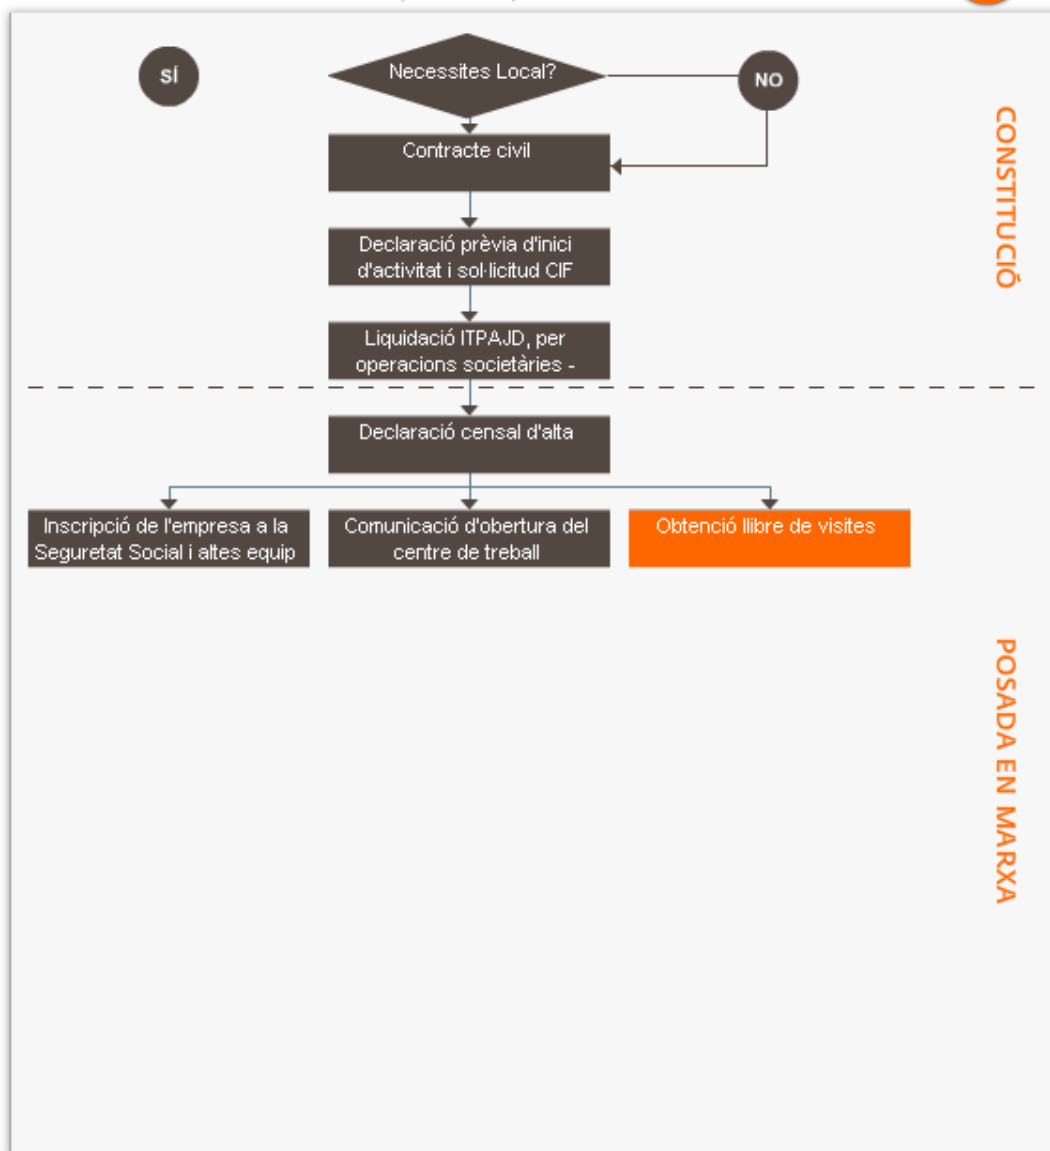 SÍ
Necessites Local?
NO
Contracte civil
Declaració prèvia d'inici
d'activitat i sol·licitud CIF
Liquidació ITPAJD, per
operacions societàries -
CONSTITUCIÓ
Declaració censal d'alta
Inscripció de l'empresa a la
Seguretat Social i altes equip
Comunicació d'obertura del
centre de treball
Obtenció llibre de visites
POSADA EN MARXA